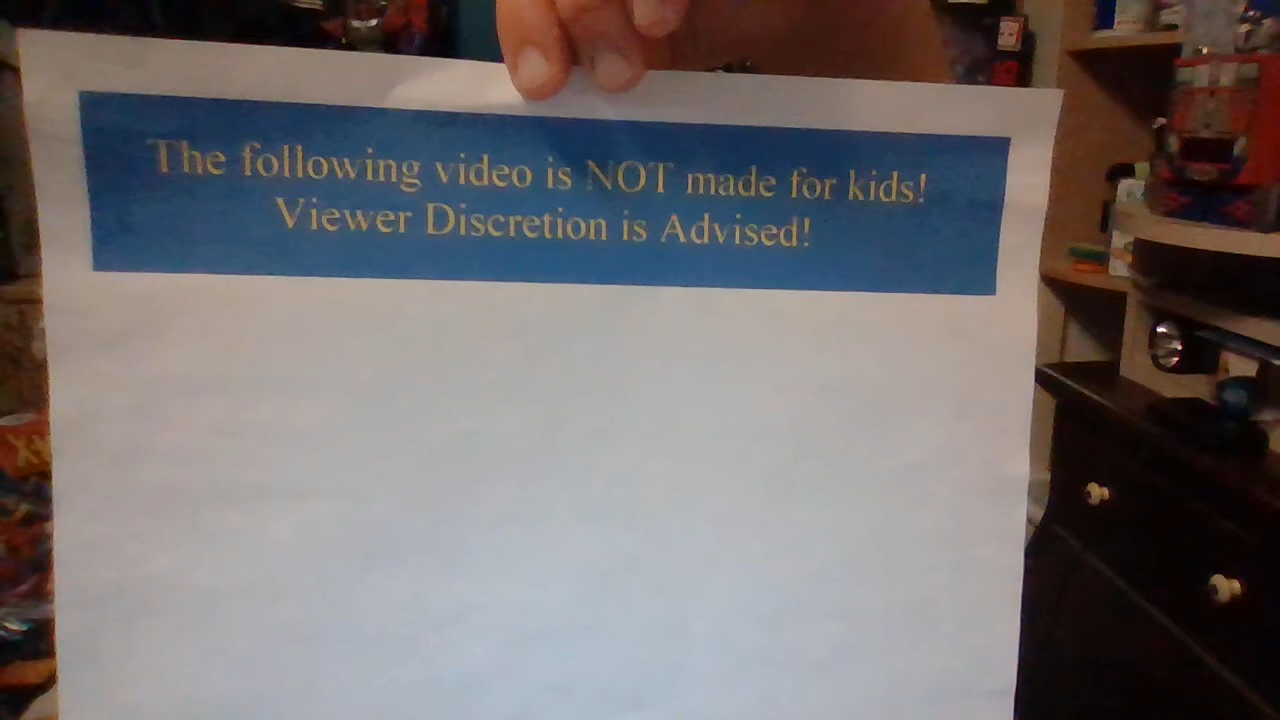 The following video is NOT made for kids!
Viewer Discretion is Advised!